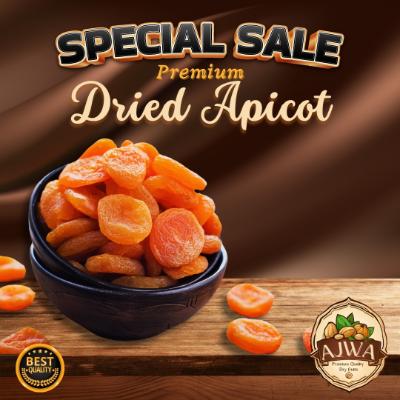 SPECIAL SALE
Premium
Dried Apicot
BEST
QUALITY
AJWA
Premium Quality
Dry Fruits